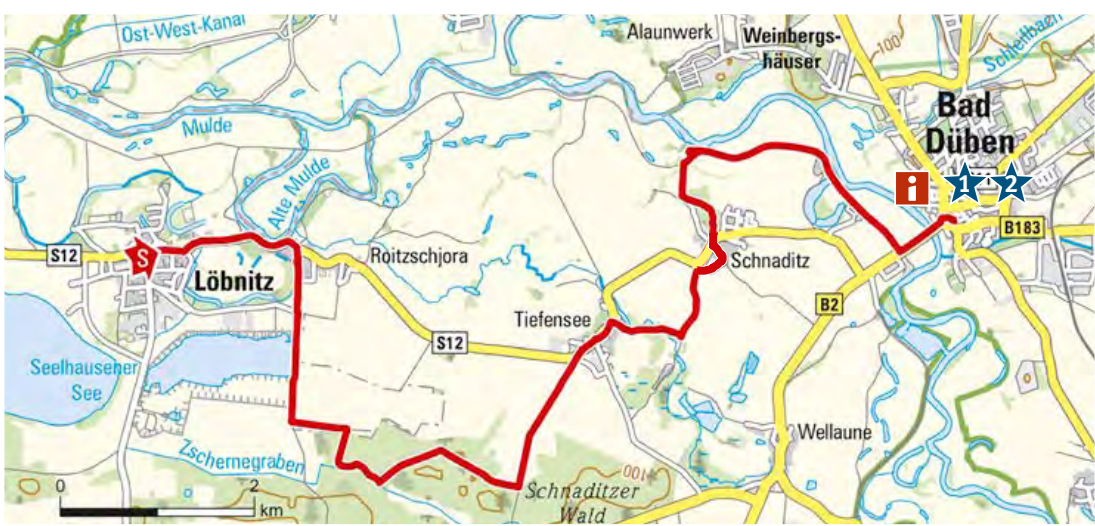 Ost-West-Kanal
Alaunwerk
Weinbergs-
häuser
100
Schleifbach
Bad
Düben
Mulde
Alte Mulde
i
1
2
B183
S12
S
Löbnitz
Roitzschjora
Schnaditz
B2
Tiefensee
S12
Seelhausener
See
Wellaune
Zschernegraben
0
2
km
Schnaditzer
Wald
100